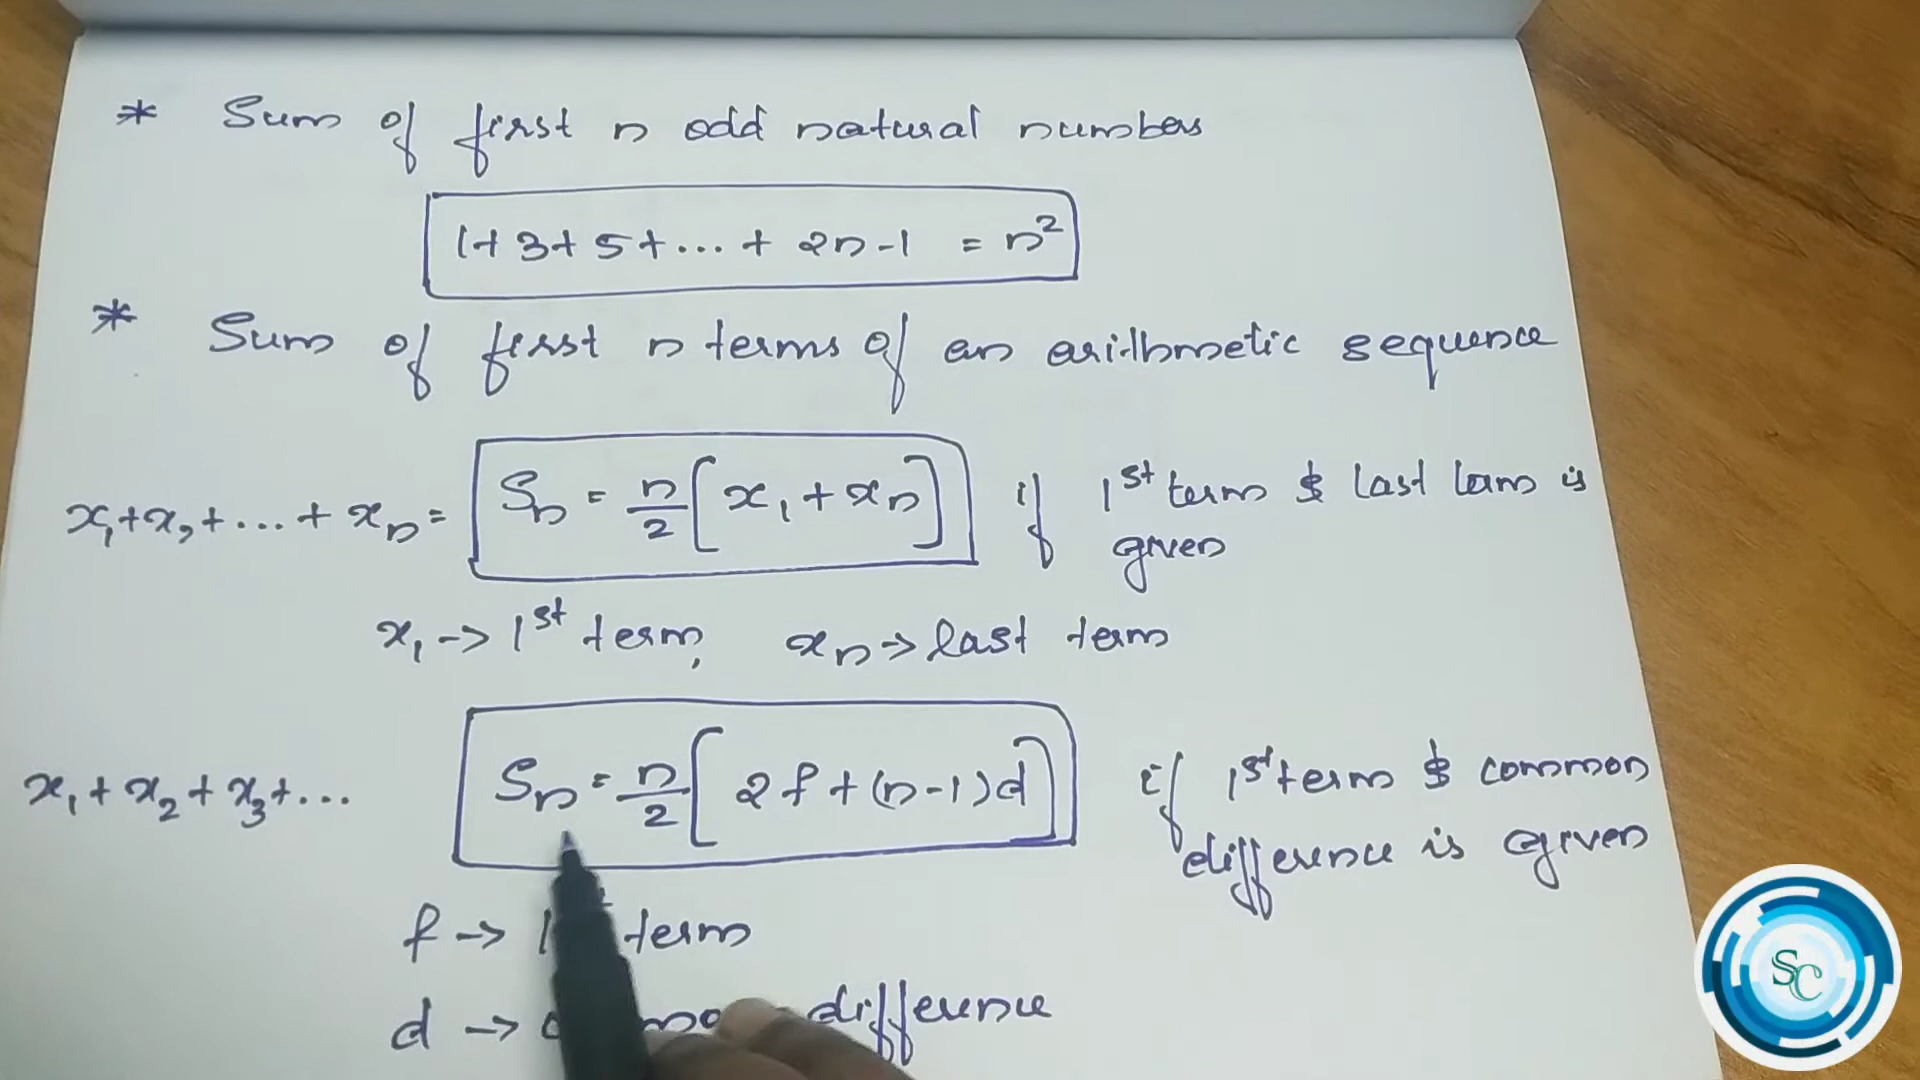 * Sum of first n odd natural numbers
1+3+5+...+ 2n-1 = n²
* Sum of first n terms of an arithmetic sequence
x₁+x₂+...+xₙ = Sₙ = n/2 [x₁+xₙ] if 1st term & last term is
given
x₁ → 1st term, xₙ → last term
x₁+x₂+x₃+... Sₙ = n/2 [2f+(n-1)d] if 1st term & common
difference is given
f → term
d → difference
SC